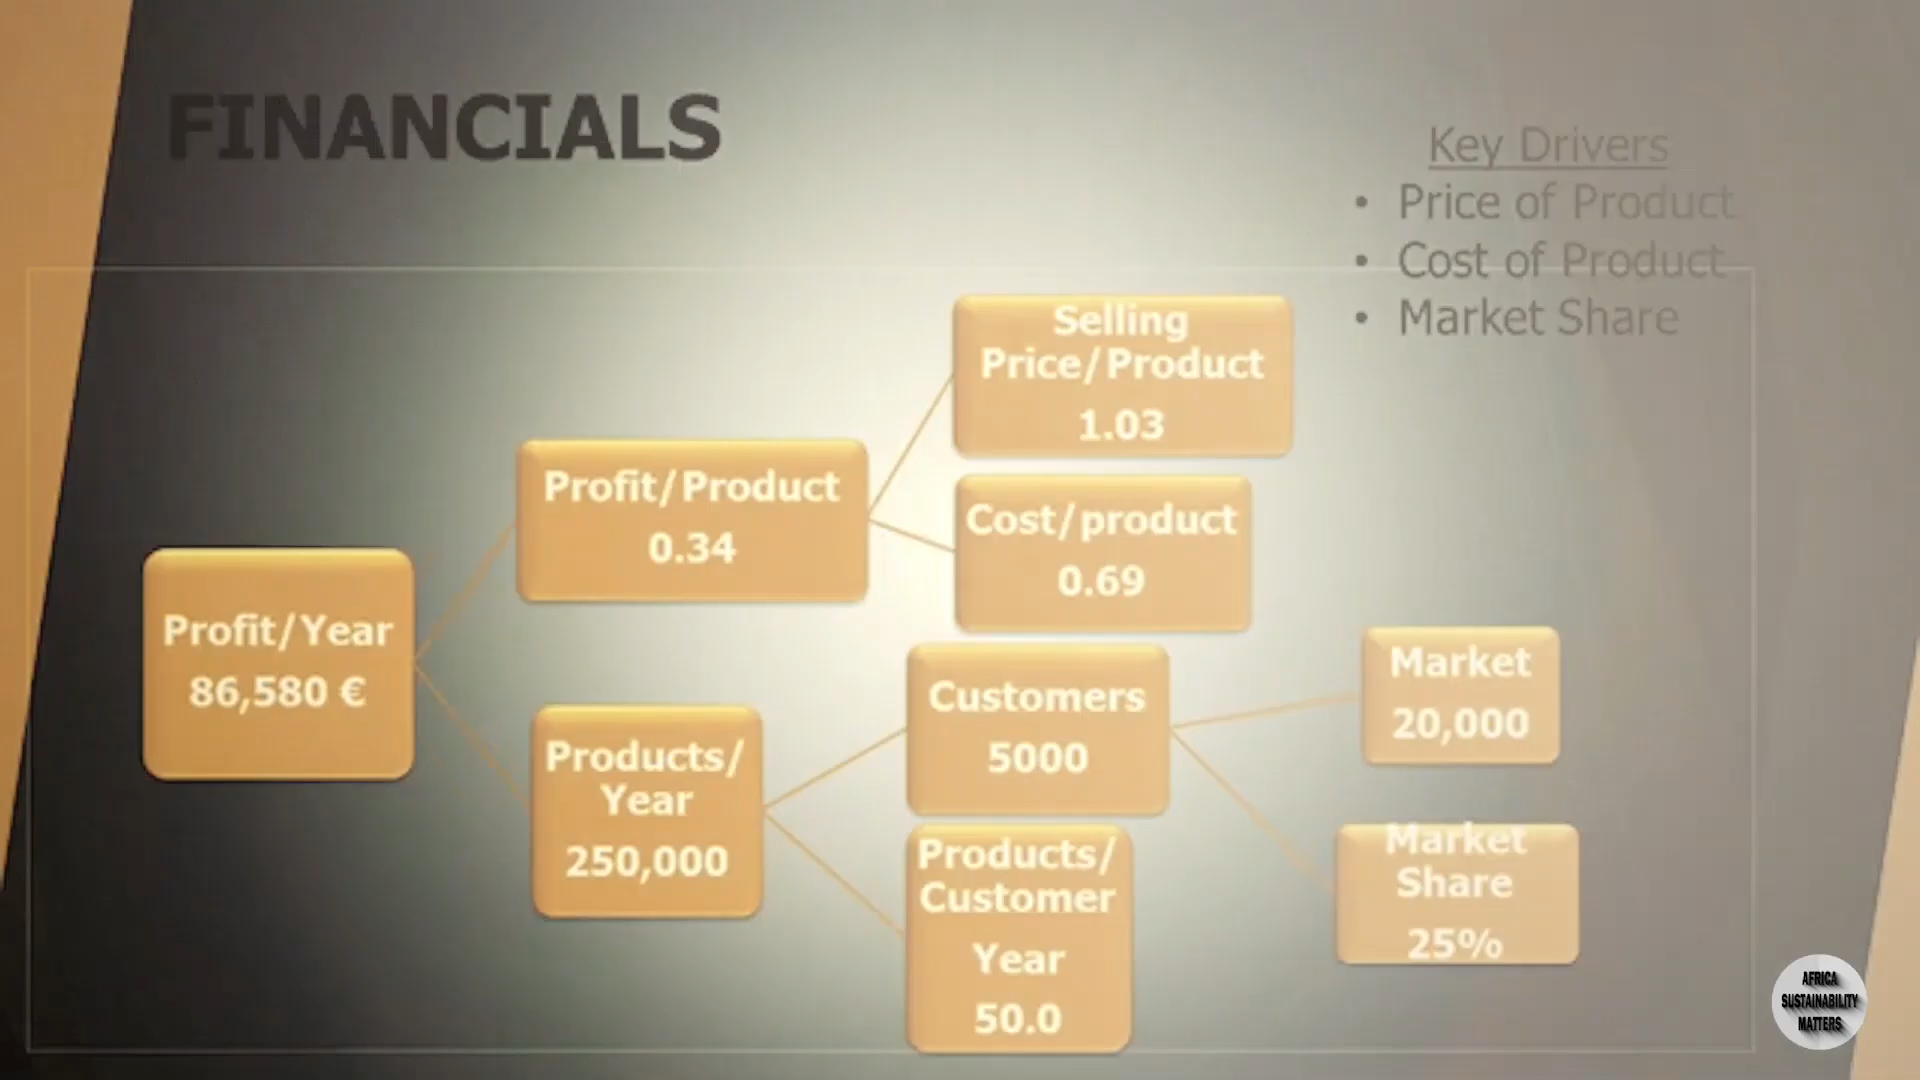 FINANCIALS
Key Drivers
• Price of Product
• Cost of Product
• Market Share
Selling
Price/Product
1.03
Profit/Product
0.34
Cost/product
0.69
Profit/Year
86,580 €
Products/
Year
250,000
Customers
5000
Products/
Customer
Year
50.0
Market
20,000
Market
Share
25%
AFRICA
SUSTAINABILITY
MATTERS